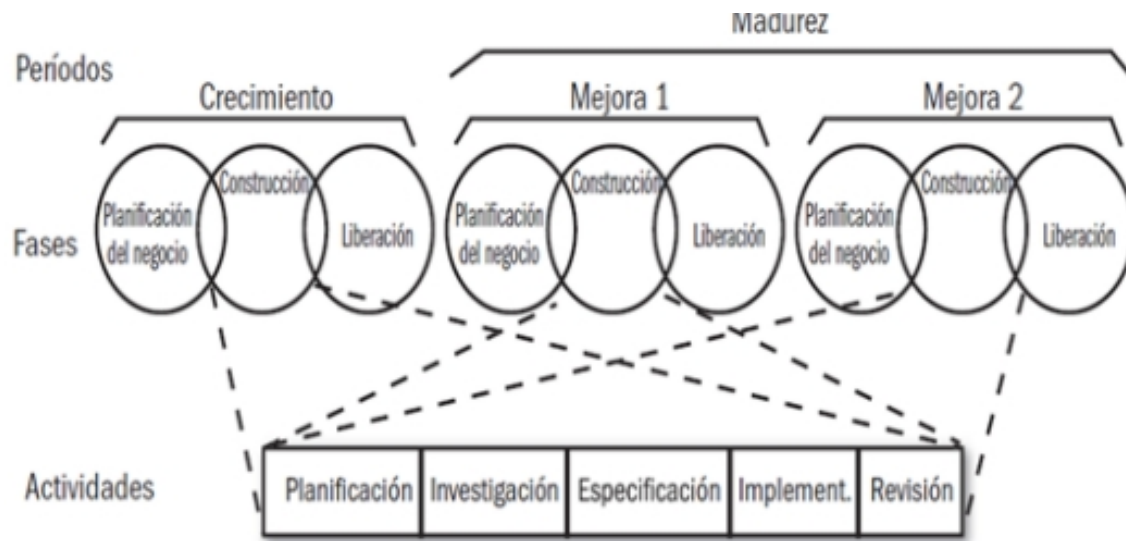 Madurez
Períodos
Crecimiento
Mejora 1
Mejora 2
Fases
Planificación
del negocio
Construcción
Liberación
Planificación
del negocio
Construcción
Liberación
Planificación
del negocio
Construcción
Liberación
Actividades
Planificación
Investigación
Especificación
Implement.
Revisión